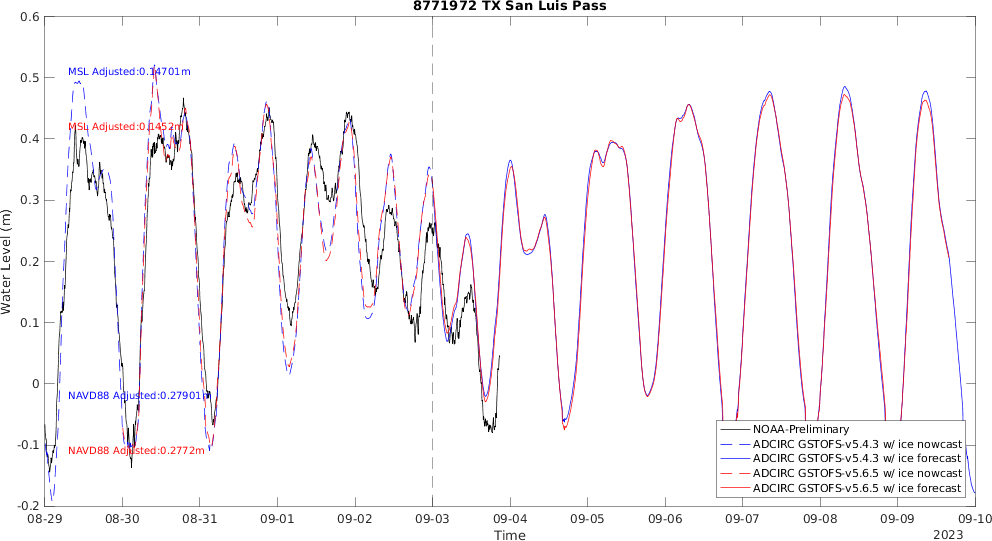 8771972 TX San Luis Pass
0.6
0.5
0.4
0.3
0.2
0.1
0
-0.1
-0.2
Water Level (m)
MSL Adjusted:0.14701m
MSL Adjusted:0.1452m
NAVD88 Adjusted:0.27901m
NAVD88 Adjusted:0.2772m
NOAA-Preliminary
ADCIRC GSTOFS-v5.4.3 w/ ice nowcast
ADCIRC GSTOFS-v5.4.3 w/ ice forecast
ADCIRC GSTOFS-v5.6.5 w/ ice nowcast
ADCIRC GSTOFS-v5.6.5 w/ ice forecast
08-29 08-30 08-31 09-01 09-02 09-03 09-04 09-05 09-06 09-07 09-08 09-09 09-10
Time
2023